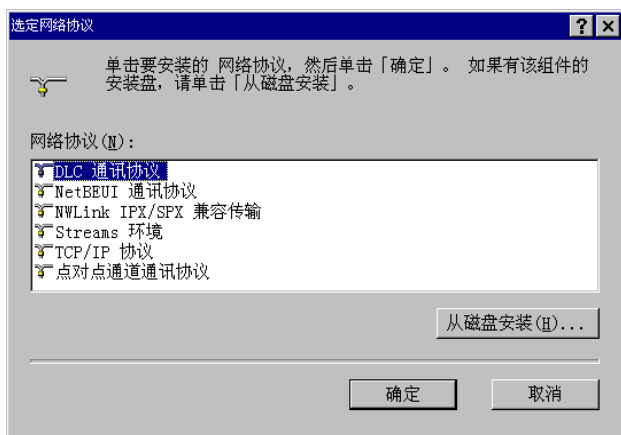 选定网络协议
单击要安装的 网络协议，然后单击「确定」。 如果有该组件的
安装盘，请单击「从磁盘安装」。
网络协议(N):
DLC 通讯协议
NetBEUI 通讯协议
NWLink IPX/SPX 兼容传输
Streams 环境
TCP/IP 协议
点对点通道通讯协议
从磁盘安装(H)...
确定
取消